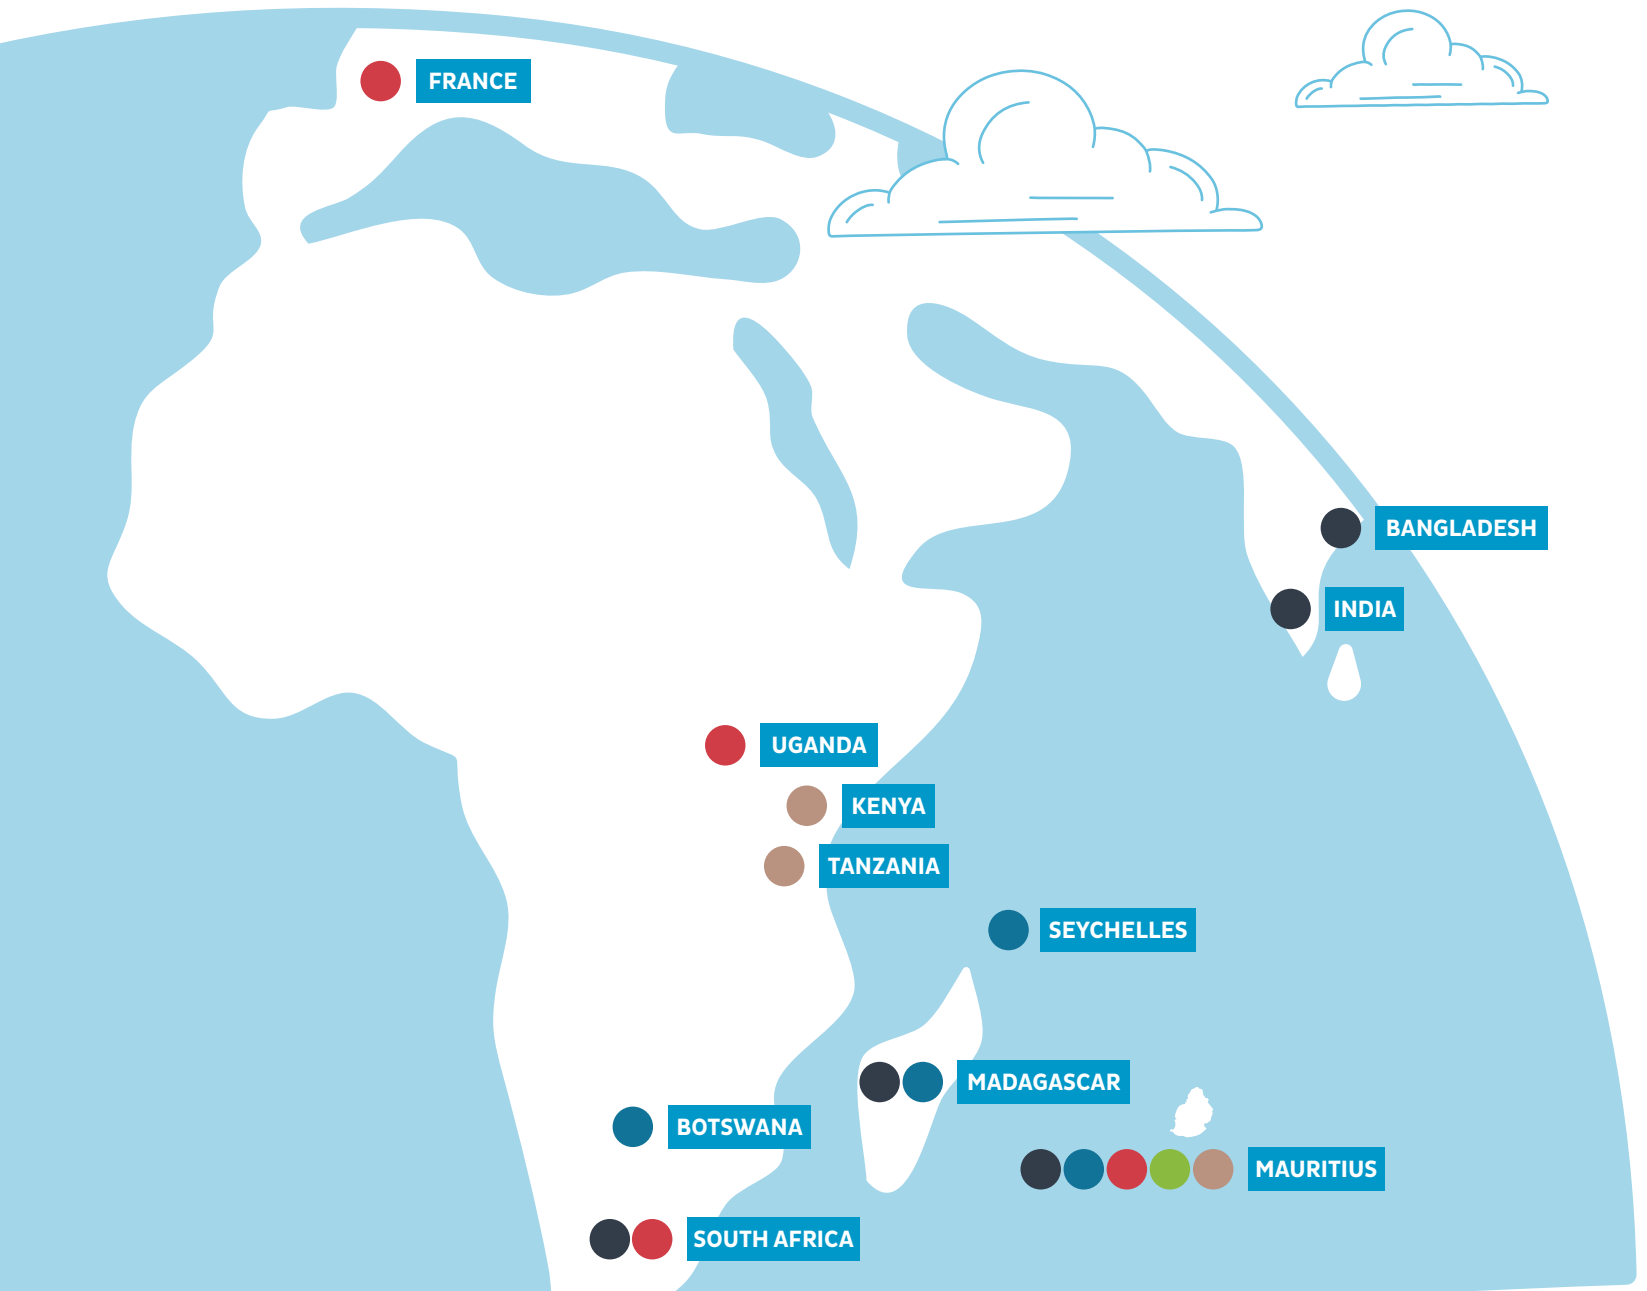 FRANCE
BANGLADESH
INDIA
UGANDA
KENYA
TANZANIA
SEYCHELLES
MADAGASCAR
BOTSWANA
MAURITIUS
SOUTH AFRICA